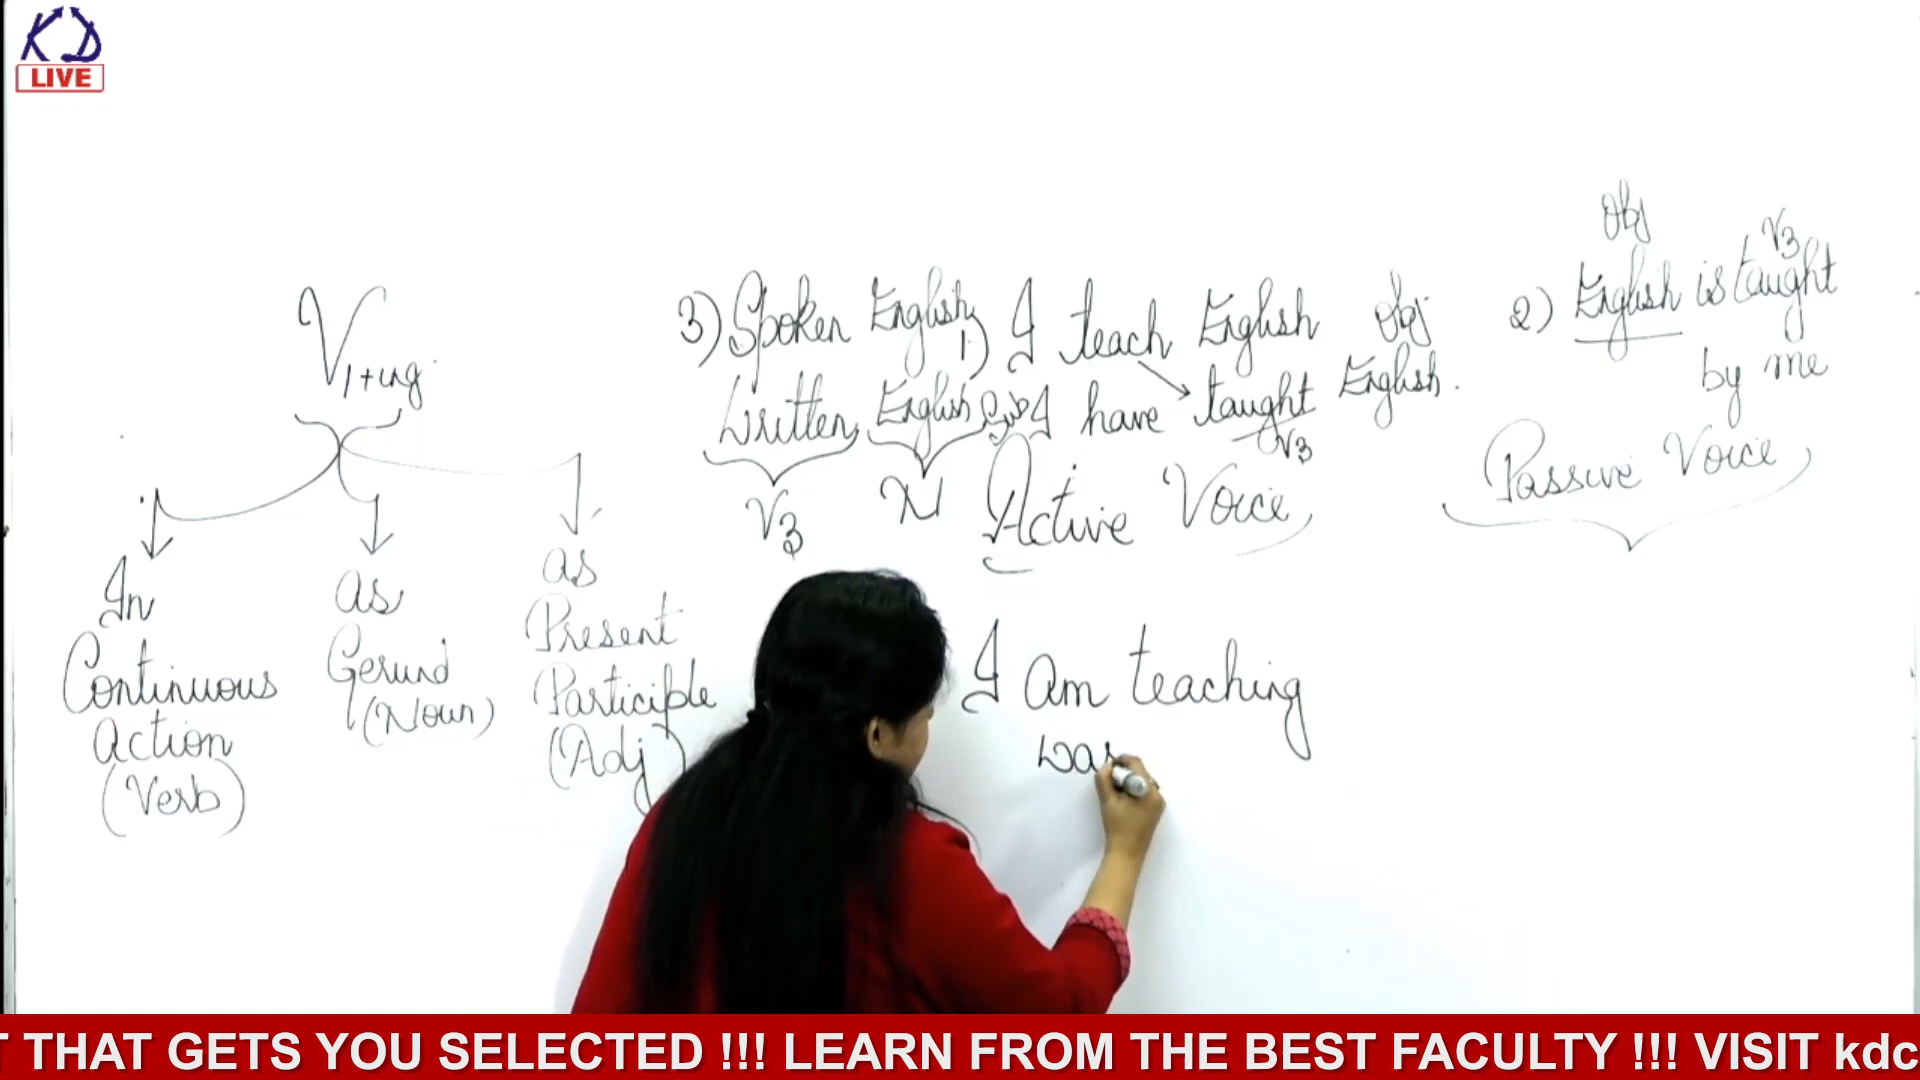 KD
LIVE
V1+ing
In
Continuous
Action
(Verb)
as
Gerund
(Noun)
as
Present
Participle
(Adj)
3) Spoken English
Written English
V3
N
1) I teach English
Obj
Sub I have taught English.
V3
Active Voice
Obj
V3
2) English is taught
by me
Passive Voice
I am teaching
was
T THAT GETS YOU SELECTED !!! LEARN FROM THE BEST FACULTY !!! VISIT kdc